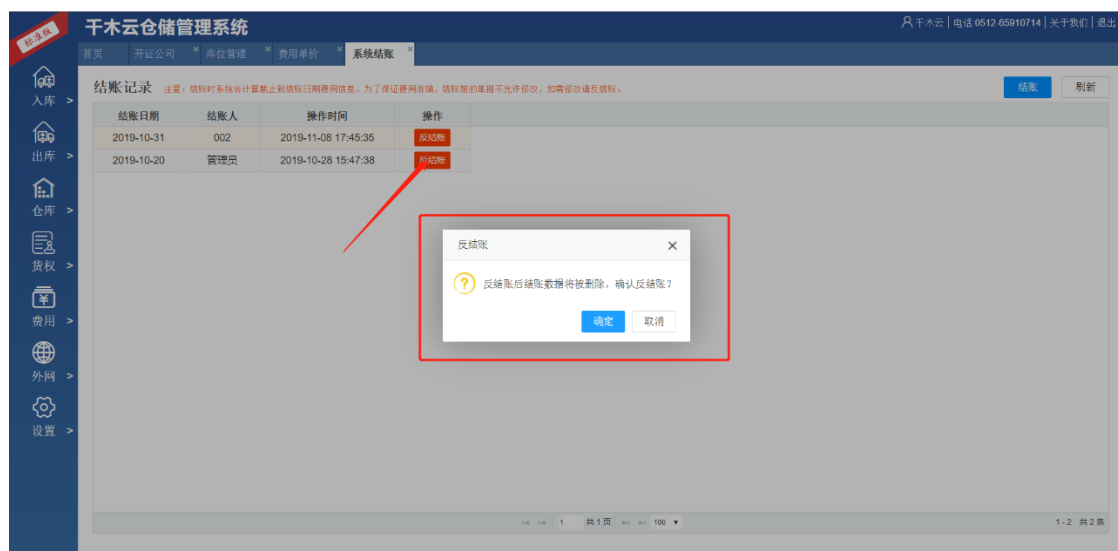 标准版
千木云仓储管理系统
千木云 | 电话:0512-65910714 | 关于我们 | 退出
首页 开证公司 × 库位管理 × 费用单价 × 系统结账 ×
结账记录 注意：结账时系统会计算截止到结账日期费用信息，为了保证费用准确，结账前的单据不允许修改，如需修改请反结账。 结账 刷新
结账日期 结账人 操作时间 操作
2019-10-31 002 2019-11-08 17:45:35 反结账
2019-10-20 管理员 2019-10-28 15:47:38 反结账
入库 >
出库 >
仓库 >
货权 >
费用 >
外网 >
设置 >
反结账 ×
反结账后结账数据将被删除，确认反结账？
确定 取消
1 共1页 100
1-2 共2条